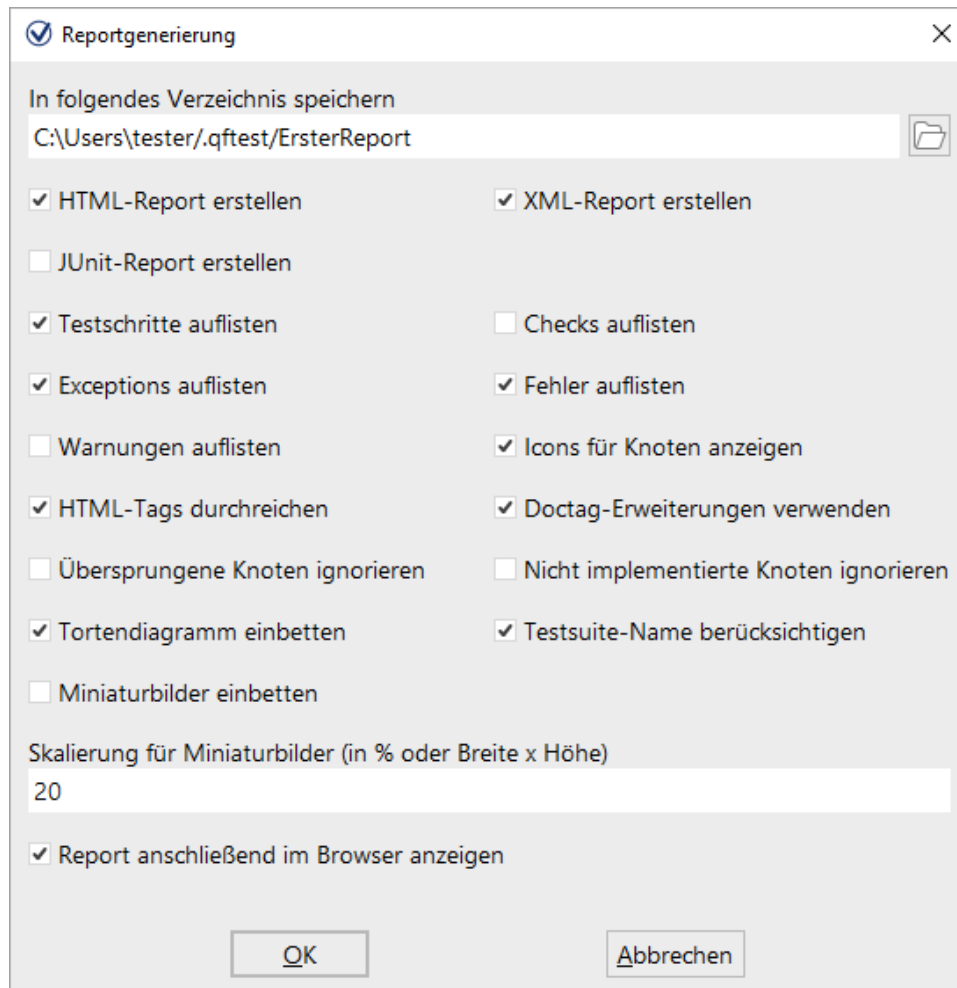 Reportgenerierung
In folgendes Verzeichnis speichern
C:\Users\tester/.qftest/ErsterReport
HTML-Report erstellen XML-Report erstellen
JUnit-Report erstellen
Testschritte auflisten Checks auflisten
Exceptions auflisten Fehler auflisten
Warnungen auflisten Icons für Knoten anzeigen
HTML-Tags durchreichen Doctag-Erweiterungen verwenden
Übersprungene Knoten ignorieren Nicht implementierte Knoten ignorieren
Tortendiagramm einbetten Testsuite-Name berücksichtigen
Miniaturbilder einbetten
Skalierung für Miniaturbilder (in % oder Breite x Höhe)
20
Report anschließend im Browser anzeigen
OK Abbrechen